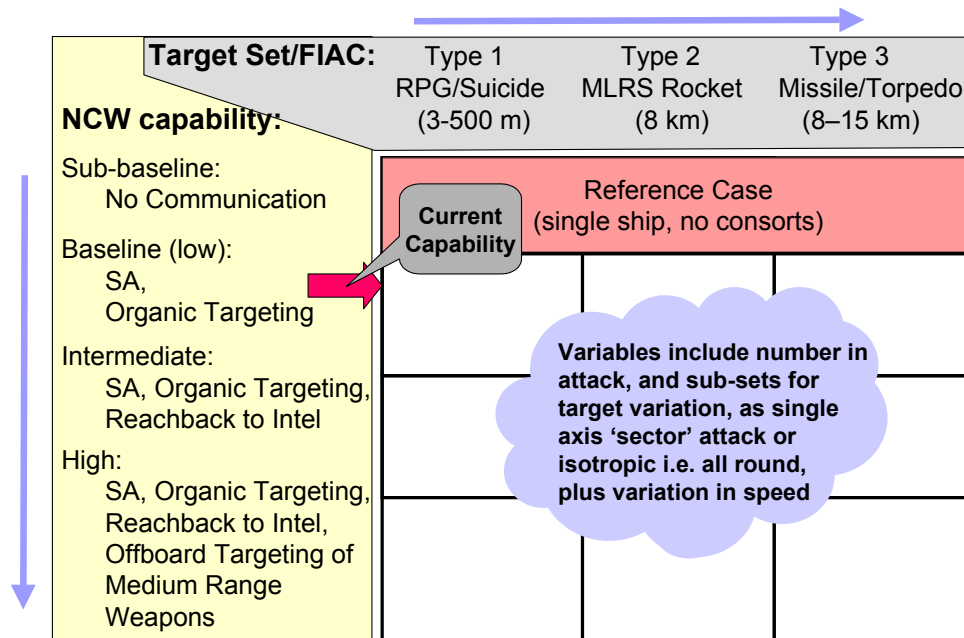 Target Set/FIAC:
Type 1
RPG/Suicide
(3-500 m)
Type 2
MLRS Rocket
(8 km)
Type 3
Missile/Torpedo
(8–15 km)
NCW capability:
Sub-baseline:
No Communication
Baseline (low):
SA,
Organic Targeting
Intermediate:
SA, Organic Targeting,
Reachback to Intel
High:
SA, Organic Targeting,
Reachback to Intel,
Offboard Targeting of
Medium Range
Weapons
Reference Case
(single ship, no consorts)
Current
Capability
Variables include number in
attack, and sub-sets for
target variation, as single
axis ‘sector’ attack or
isotropic i.e. all round,
plus variation in speed